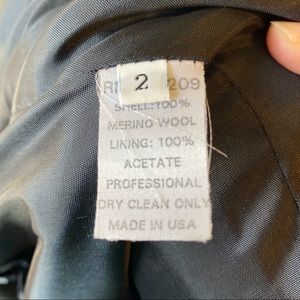 2
209
SHELL:100%
MERINO WOOL
LINING: 100%
ACETATE
PROFESSIONAL
DRY CLEAN ONLY
MADE IN USA